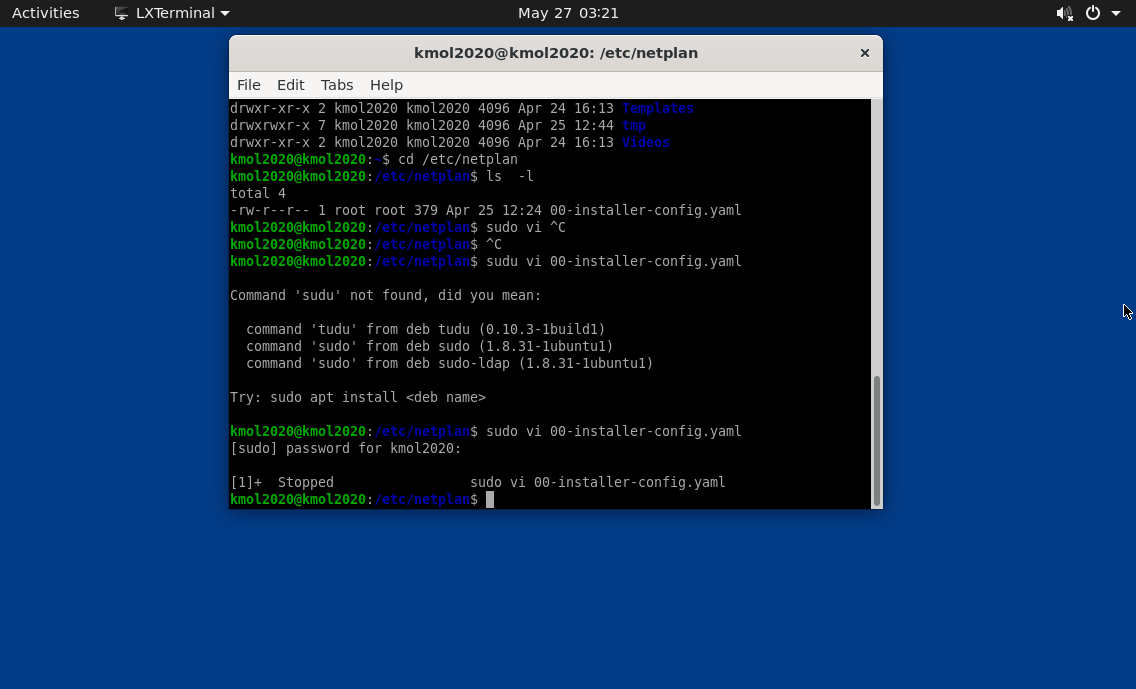 Activities LXTerminal May 27 03:21
kmol2020@kmol2020: /etc/netplan
File Edit Tabs Help
drwxr-xr-x 2 kmol2020 kmol2020 4096 Apr 24 16:13 Templates
drwxrwxr-x 7 kmol2020 kmol2020 4096 Apr 25 12:44 tmp
drwxr-xr-x 2 kmol2020 kmol2020 4096 Apr 24 16:13 Videos
kmol2020@kmol2020:~$ cd /etc/netplan
kmol2020@kmol2020:/etc/netplan$ ls  -l
total 4
-rw-r--r-- 1 root root 379 Apr 25 12:24 00-installer-config.yaml
kmol2020@kmol2020:/etc/netplan$ sudo vi ^C
kmol2020@kmol2020:/etc/netplan$ ^C
kmol2020@kmol2020:/etc/netplan$ sudu vi 00-installer-config.yaml
Command 'sudu' not found, did you mean:
  command 'tudu' from deb tudu (0.10.3-1build1)
  command 'sudo' from deb sudo (1.8.31-1ubuntu1)
  command 'sudo' from deb sudo-ldap (1.8.31-1ubuntu1)
Try: sudo apt install <deb name>
kmol2020@kmol2020:/etc/netplan$ sudo vi 00-installer-config.yaml
[sudo] password for kmol2020:
[1]+  Stopped                 sudo vi 00-installer-config.yaml
kmol2020@kmol2020:/etc/netplan$